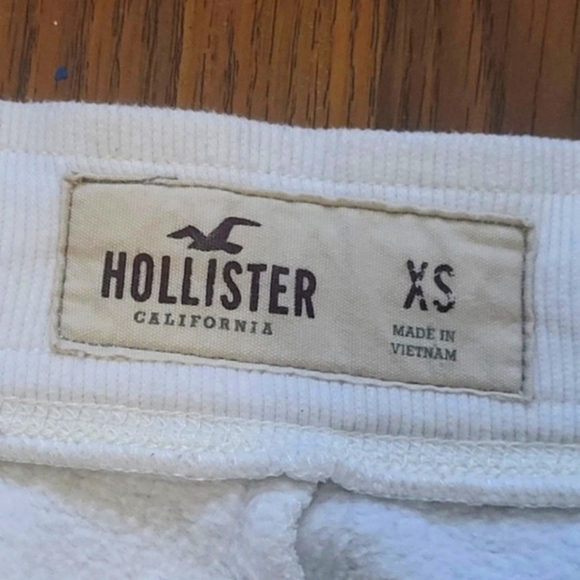 HOLLISTER
CALIFORNIA
XS
MADE IN
VIETNAM